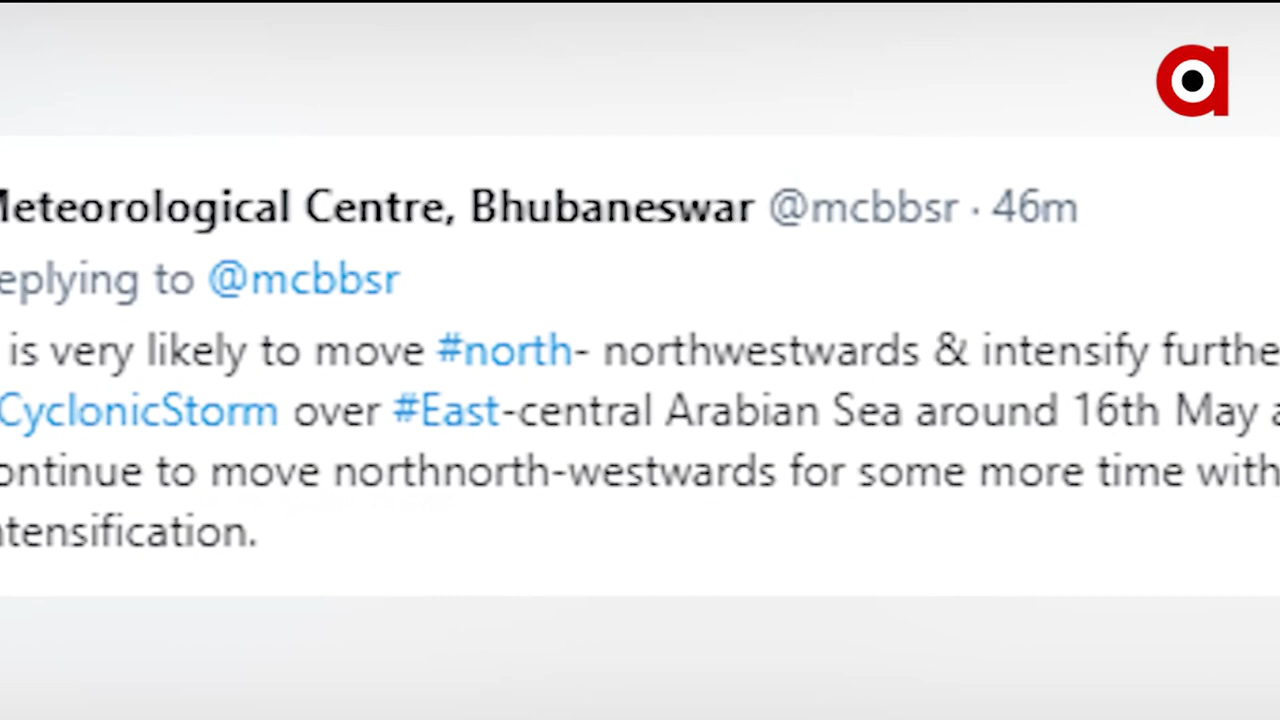 Meteorological Centre, Bhubaneswar @mcbbsr · 46m
eplying to @mcbbsr
is very likely to move #north- northwestwards & intensify furthe
CyclonicStorm over #East-central Arabian Sea around 16th May a
ontinue to move northnorth-westwards for some more time with
ntensification.